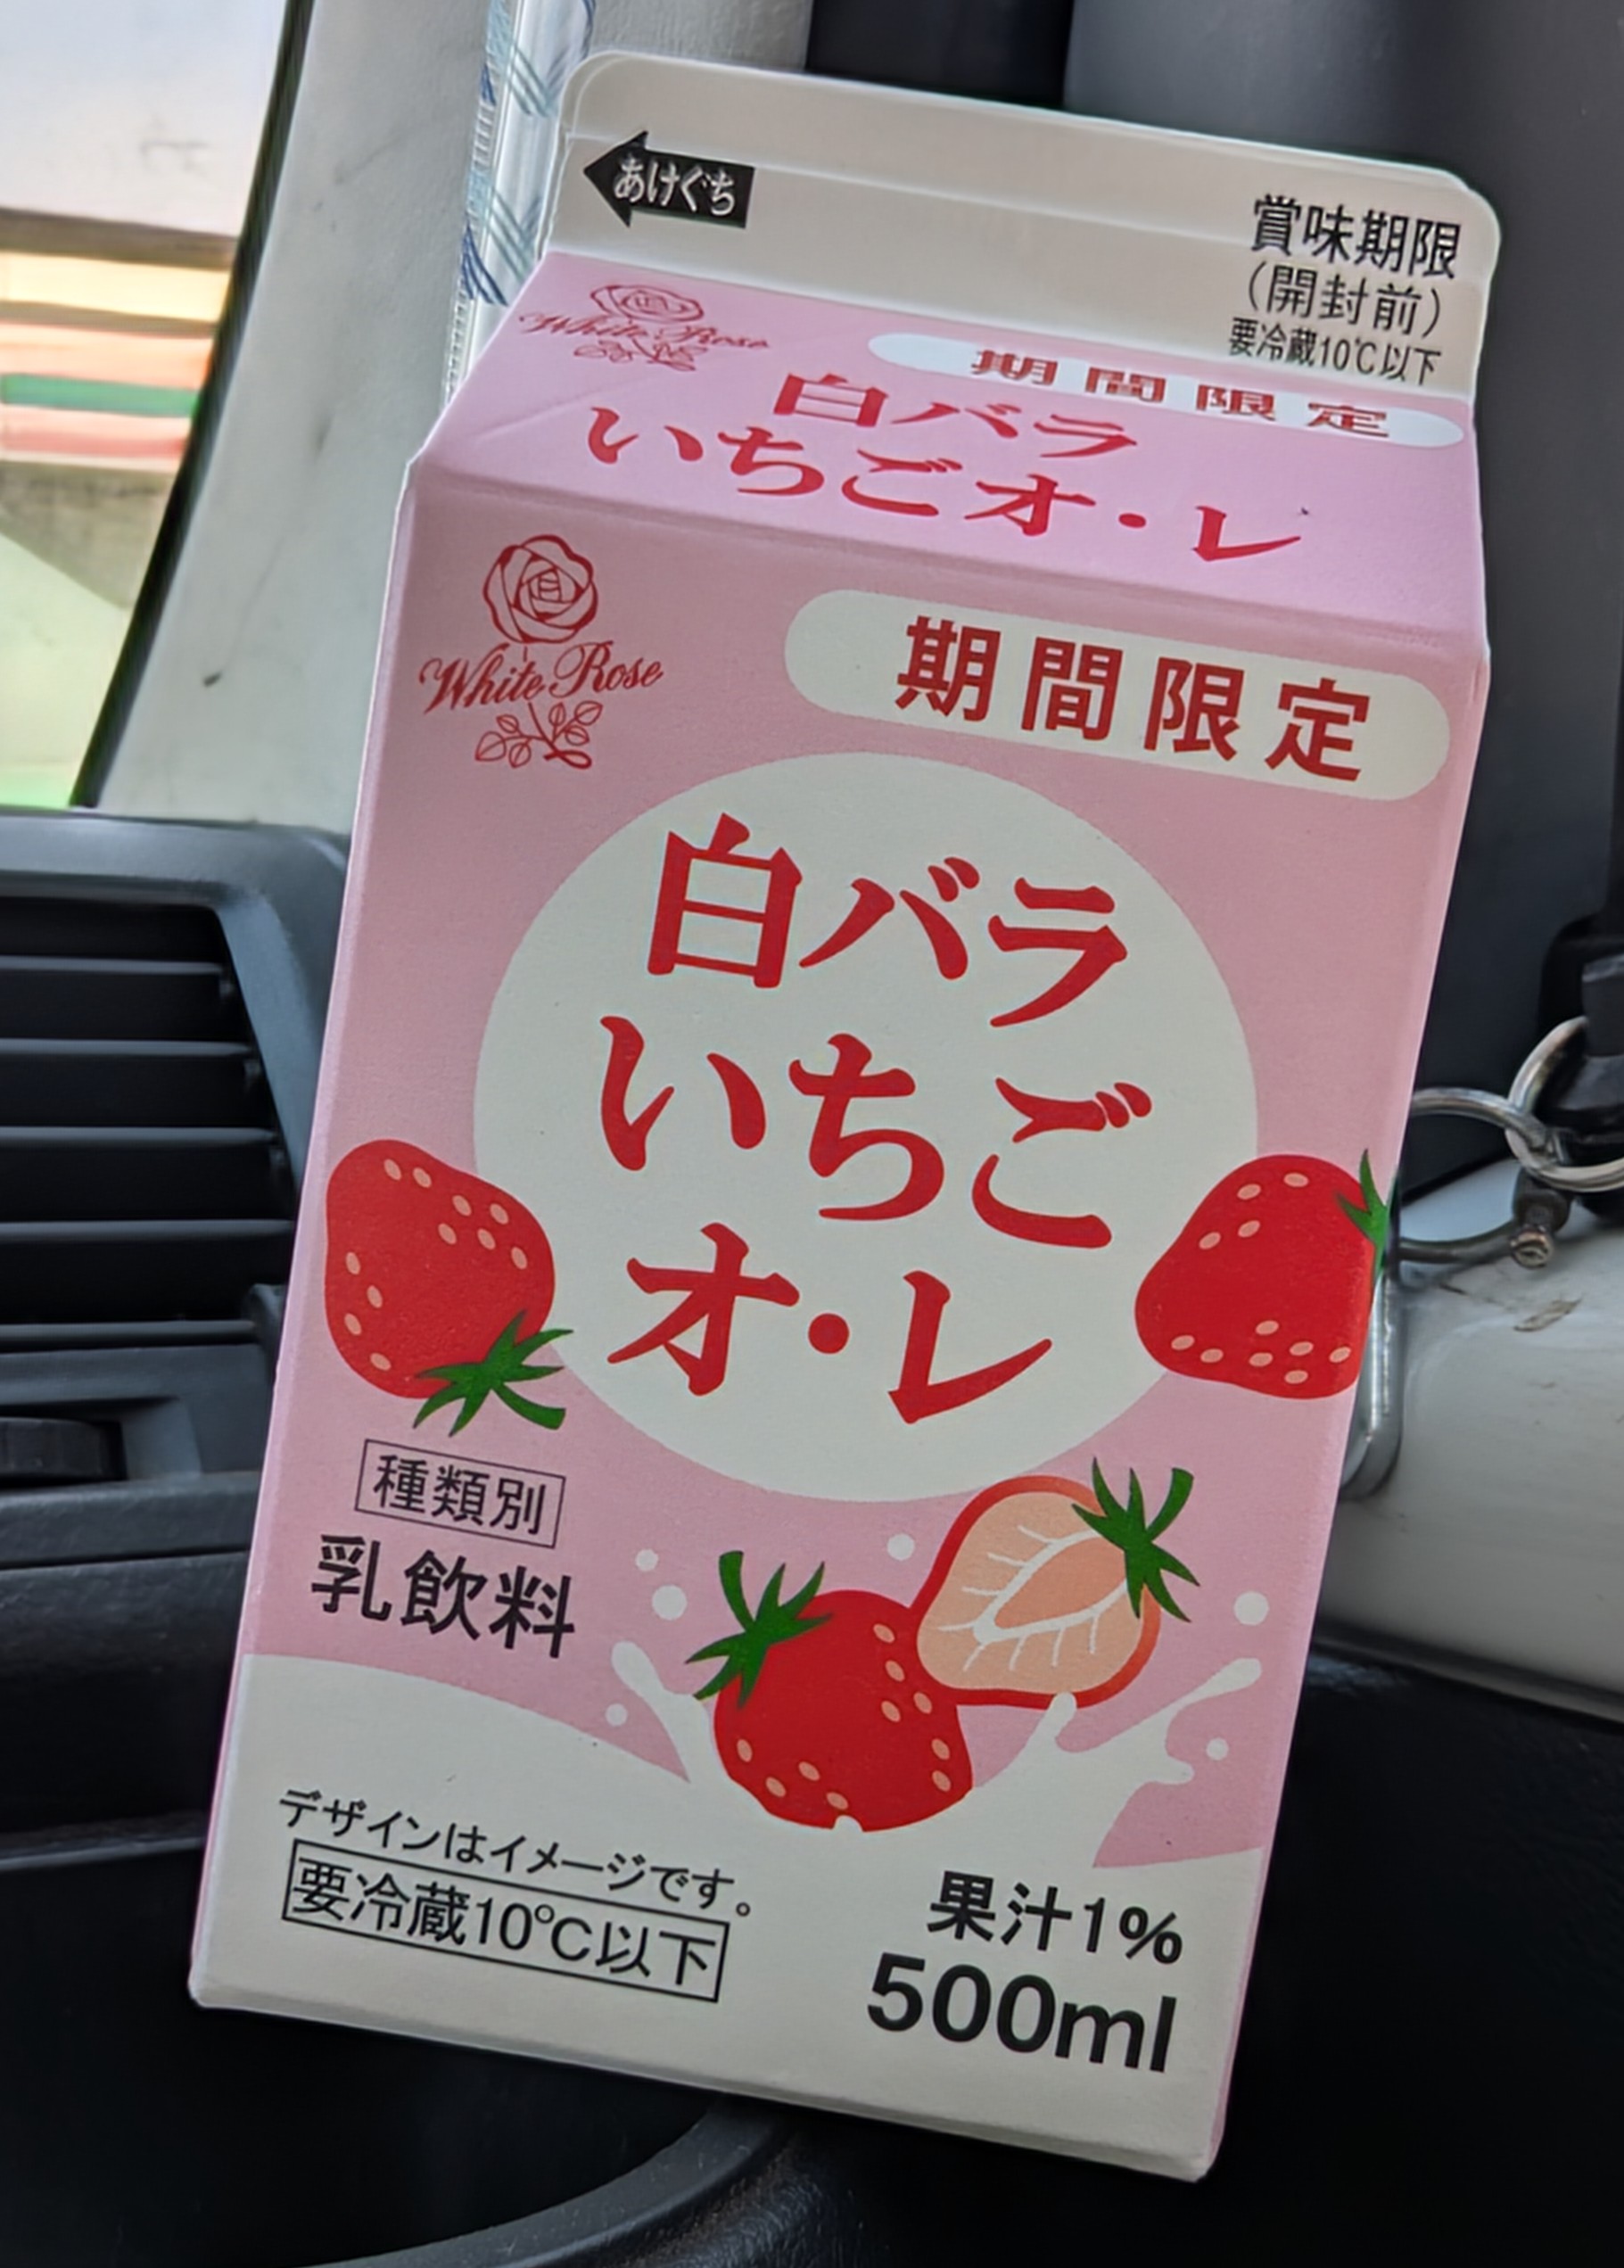 あけぐち
賞味期限
(開封前)
要冷蔵10℃以下
White Rose
期間限定
白バラ
いちごオ・レ
White Rose
期間限定
白バラ
いちご
オ・レ
種類別
乳飲料
デザインはイメージです。
要冷蔵10℃以下
果汁1%
500ml